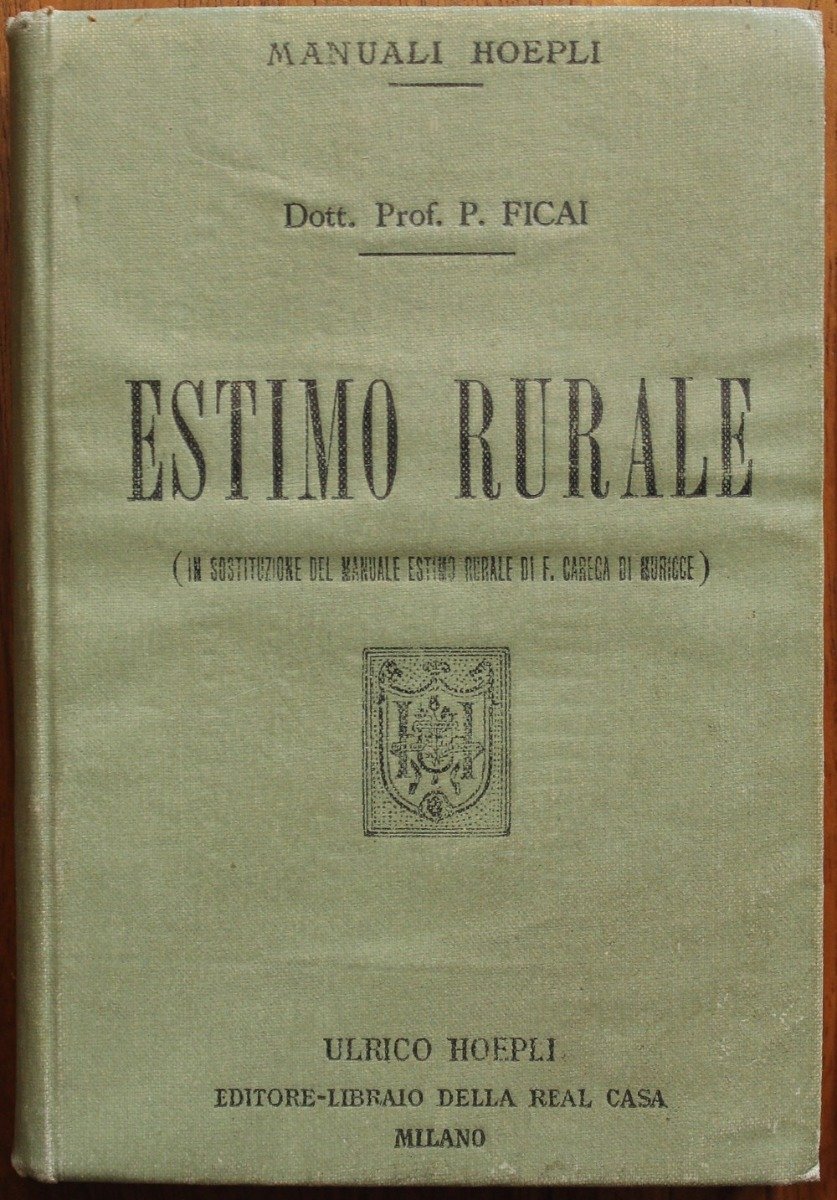 MANUALI HOEPLI
Dott. Prof. P. FICAI
ESTIMO RURALE
(IN SOSTITUZIONE DEL MANUALE ESTIMO RURALE DI F. CAREGA DI MURICCE)
UH
ULRICO HOEPLI
EDITORE-LIBRAIO DELLA REAL CASA
MILANO